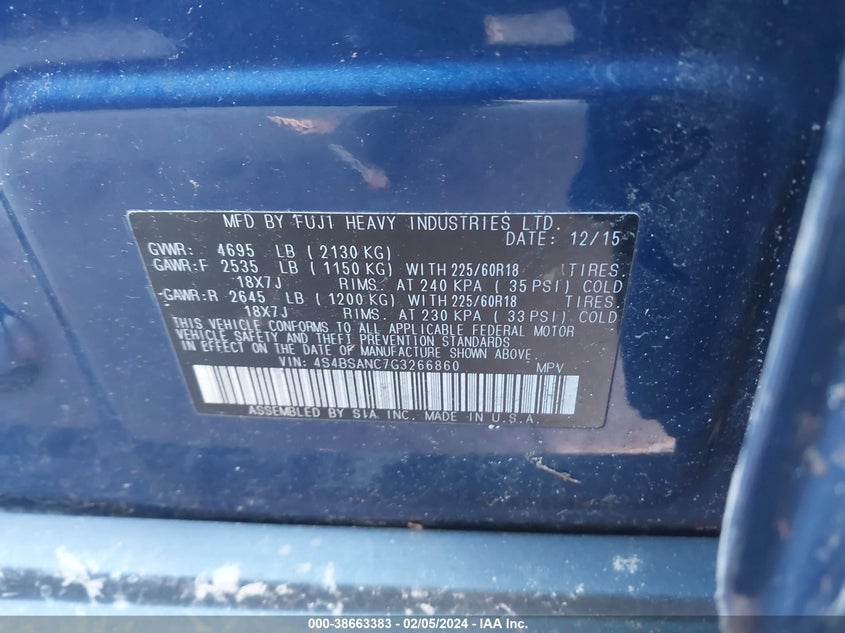 MFD BY FUJI HEAVY INDUSTRIES LTD.
DATE: 12/15
GVWR: 4695 LB ( 2130 KG)
GAWR:F 2535 LB ( 1150 KG) WITH 225/60R18 TIRES.
18X7J RIMS. AT 240 KPA ( 35 PSI) COLD
GAWR:R 2645 LB ( 1200 KG) WITH 225/60R18 TIRES.
18X7J RIMS. AT 230 KPA ( 33 PSI) COLD
THIS VEHICLE CONFORMS TO ALL APPLICABLE FEDERAL MOTOR
VEHICLE SAFETY AND THEFT PREVENTION STANDARDS
IN EFFECT ON THE DATE OF MANUFACTURE SHOWN ABOVE.
VIN: 4S4BSANC7G3266860 MPV
ASSEMBLED BY SIA, INC. MADE IN U.S.A.
000-38663383 - 02/05/2024 - IAA Inc.